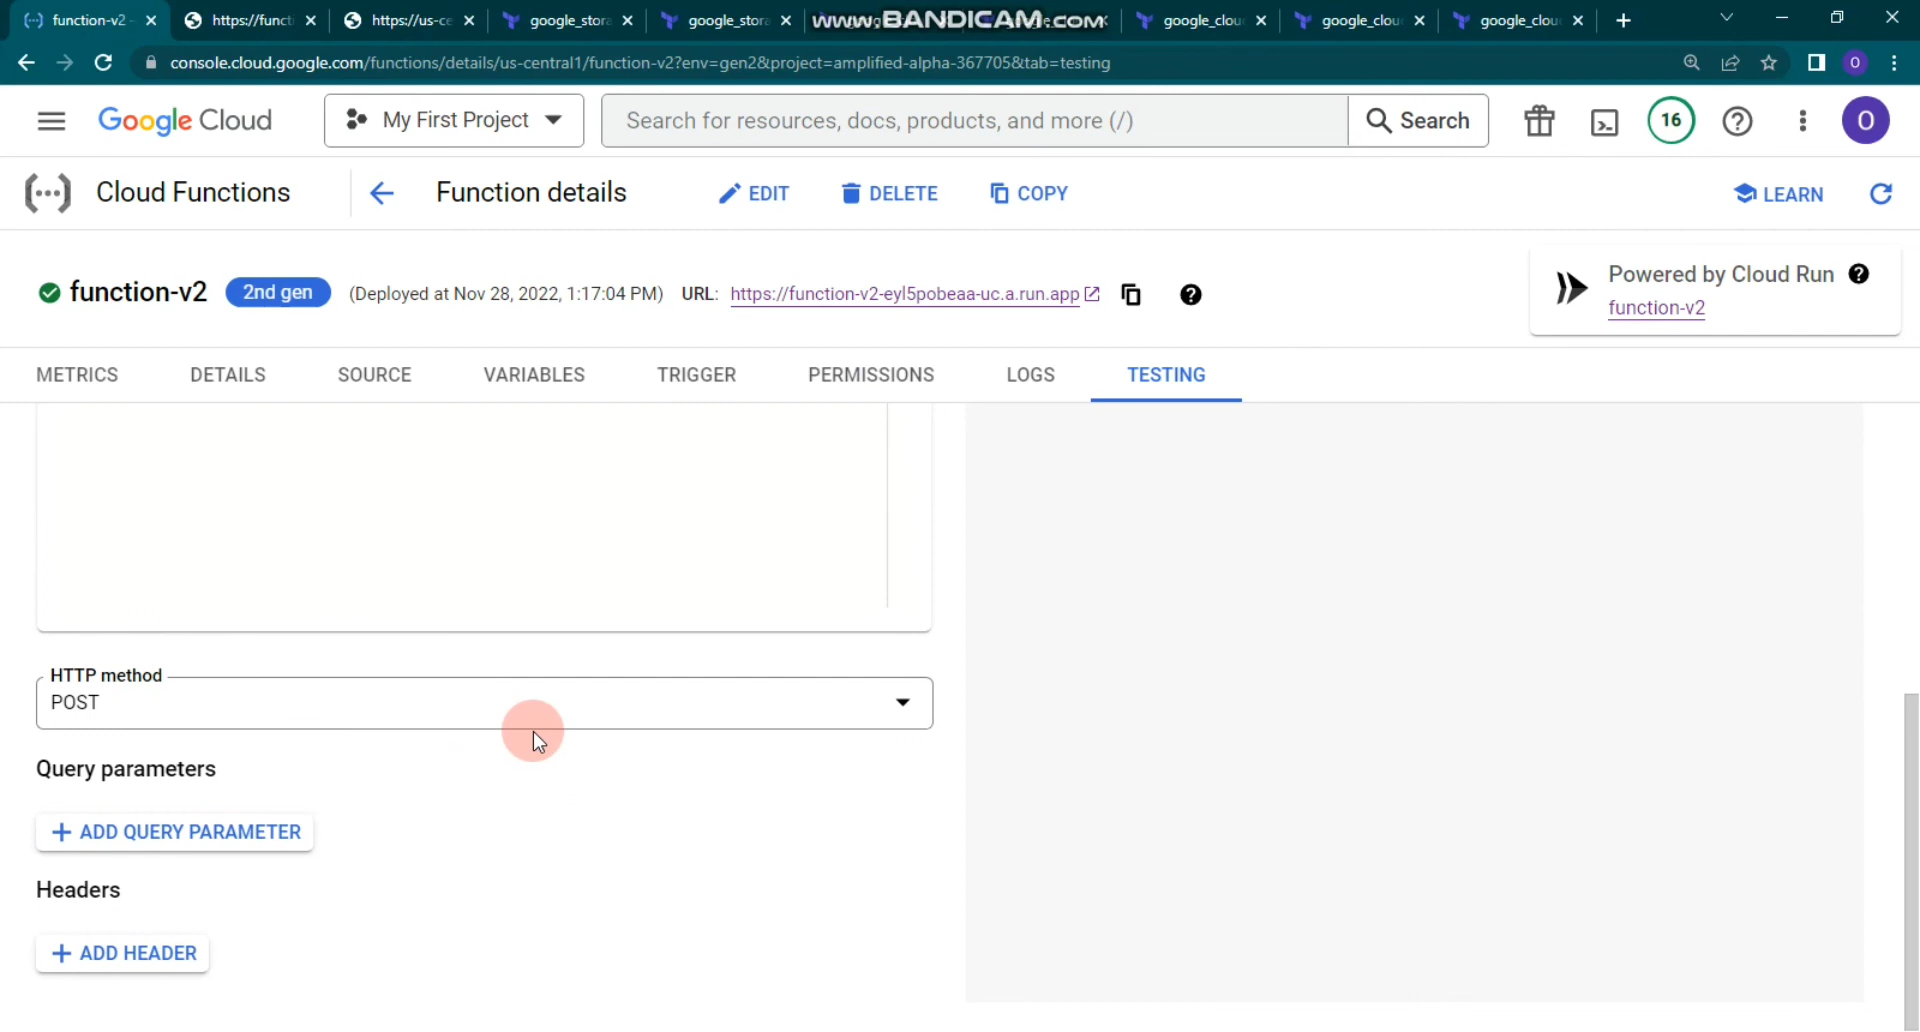 function-v2 -
https://functi
https://us-ce
google_stora
google_stora
www.BANDICAM.com
google_clou
google_clou
google_clou
console.cloud.google.com/functions/details/us-central1/function-v2?env=gen2&project=amplified-alpha-367705&tab=testing
O
Google Cloud
My First Project
Search for resources, docs, products, and more (/)
Search
16
O
Cloud Functions
Function details
EDIT
DELETE
COPY
LEARN
function-v2
2nd gen
(Deployed at Nov 28, 2022, 1:17:04 PM)
URL:
https://function-v2-eyl5pobeaa-uc.a.run.app
Powered by Cloud Run
function-v2
METRICS
DETAILS
SOURCE
VARIABLES
TRIGGER
PERMISSIONS
LOGS
TESTING
HTTP method
POST
Query parameters
+ ADD QUERY PARAMETER
Headers
+ ADD HEADER